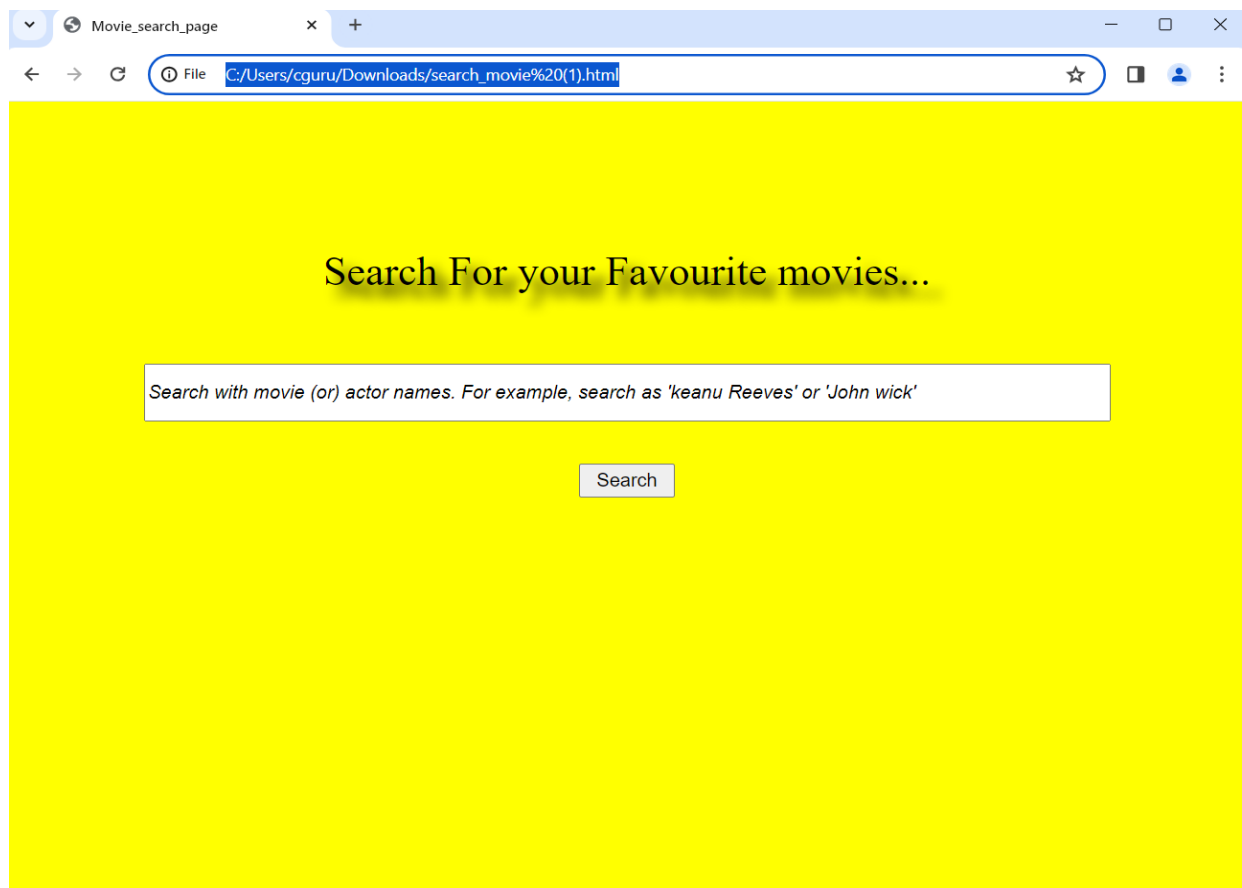 Movie_search_page
File C:/Users/cguru/Downloads/search_movie%20(1).html
Search For your Favourite movies...
Search with movie (or) actor names. For example, search as 'keanu Reeves' or 'John wick'
Search